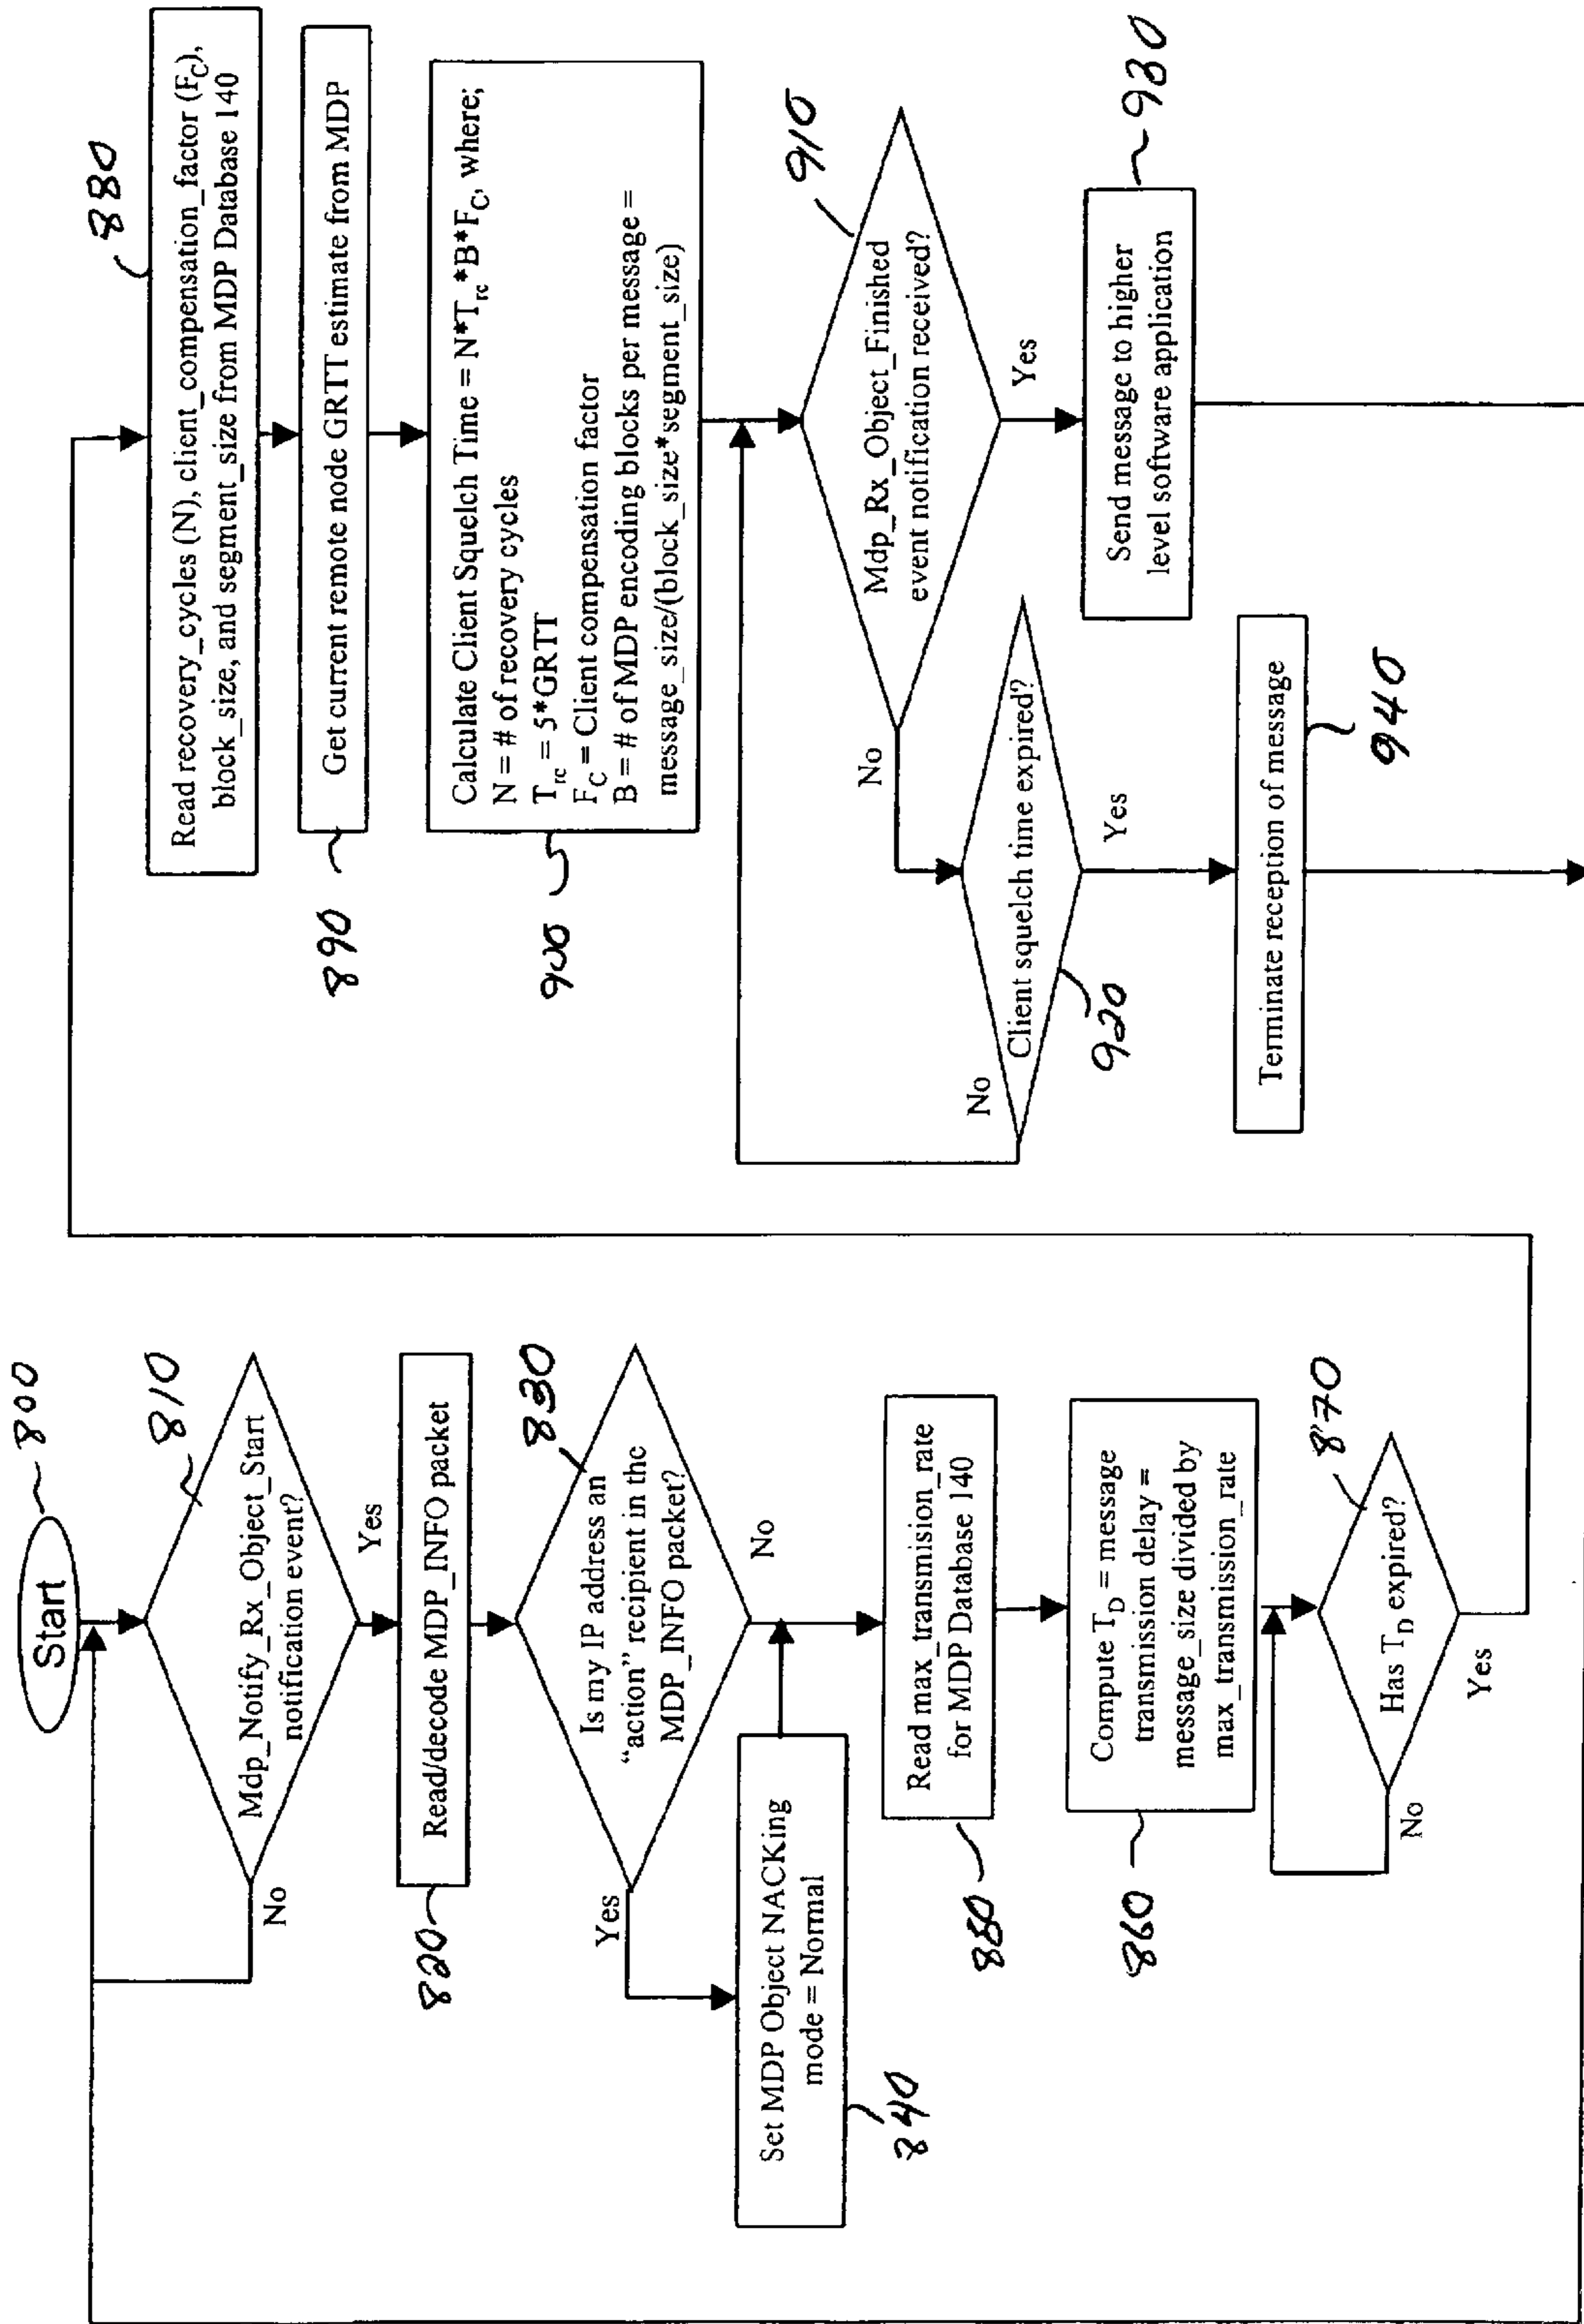 Start
800
810
Mdp_Notify_Rx_Object_Start
notification event?
No
Yes
820
Read/decode MDP_INFO packet
830
Is my IP address an
“action” recipient in the
MDP_INFO packet?
Yes
No
Set MDP Object NACKing
mode = Normal
840
Read max_transmision_rate
for MDP Database 140
850
Compute T_D = message
transmission delay =
message_size divided by
max_transmission_rate
860
870
Has T_D expired?
No
Yes
880
Read recovery_cycles (N), client_compensation_factor (F_C),
block_size, and segment_size from MDP Database 140
890
Get current remote node GRTT estimate from MDP
900
Calculate Client Squelch Time = N*T_rc*B*F_C, where;
N = # of recovery cycles
T_rc = 5*GRTT
F_C = Client compensation factor
B = # of MDP encoding blocks per message =
message_size/(block_size*segment_size)
910
Mdp_Rx_Object_Finished
event notification received?
No
Yes
Client squelch time expired?
920
No
Yes
930
Send message to higher
level software application
Terminate reception of message
940